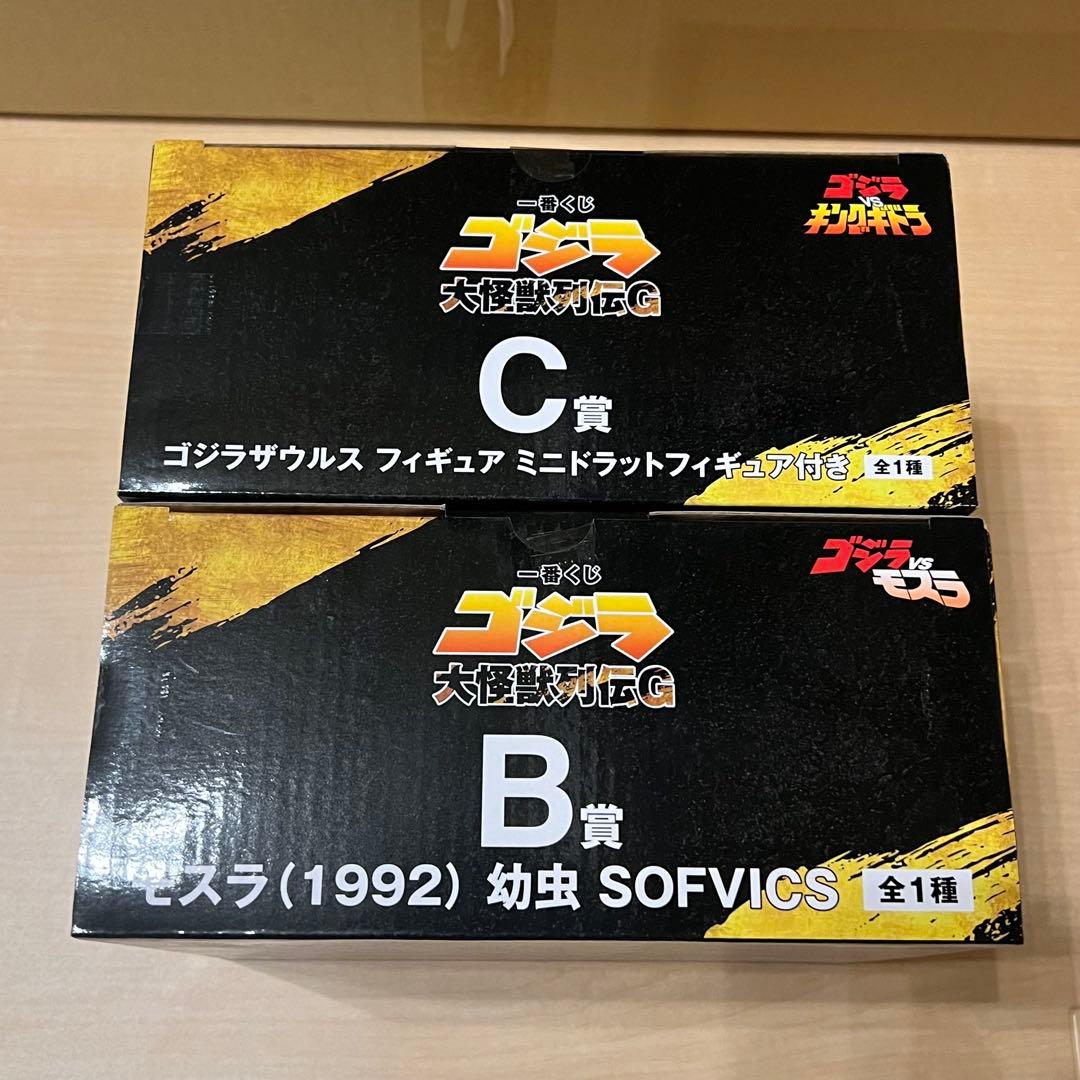 一番くじ
ゴジラ
大怪獣列伝G
C賞
ゴジラザウルス フィギュア ミニドラットフィギュア付き 全1種
ゴジラ
VS
キングギドラ
一番くじ
ゴジラ
大怪獣列伝G
B賞
モスラ(1992) 幼虫 SOFVICS 全1種
ゴジラVS
モスラ